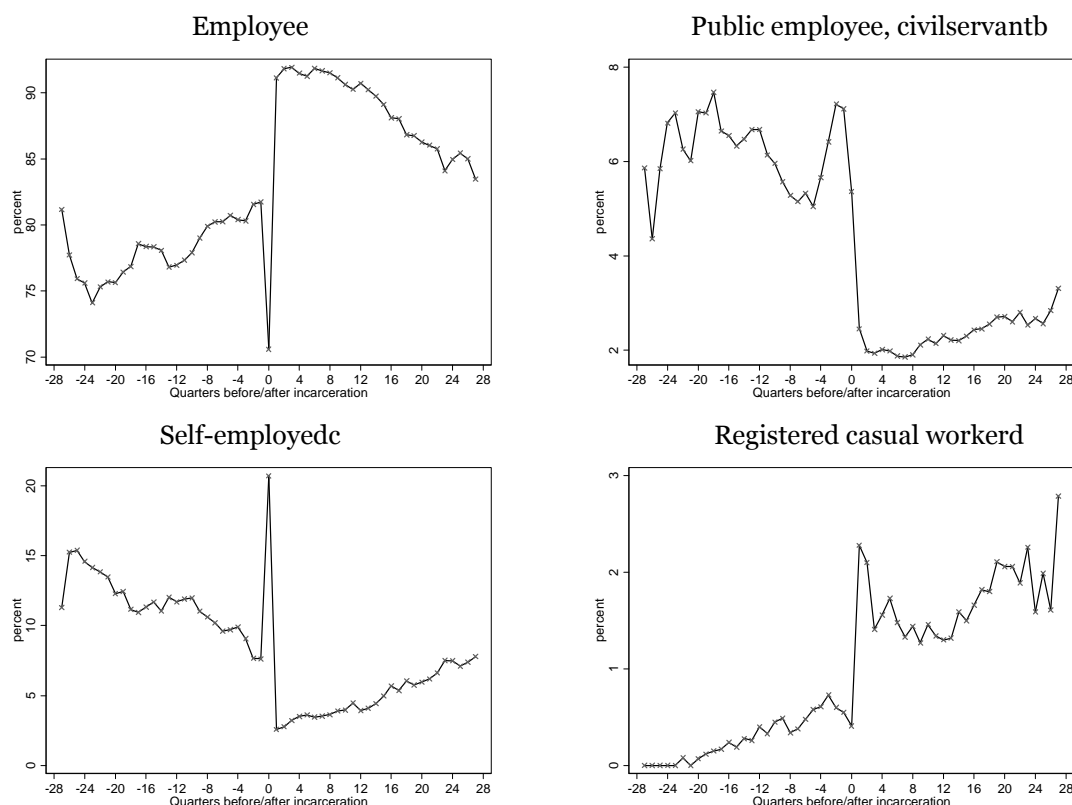 Employee
Public employee, civilservantb
percent
70 75 80 85 90
-28 -24 -20 -16 -12 -8 -4 0 4 8 12 16 20 24 28
Quarters before/after incarceration
percent
2 4 6 8
-28 -24 -20 -16 -12 -8 -4 0 4 8 12 16 20 24 28
Quarters before/after incarceration
Self-employedc
Registered casual workerd
percent
0 5 10 15 20
-28 -24 -20 -16 -12 -8 -4 0 4 8 12 16 20 24 28
Quarters before/after incarceration
percent
0 1 2 3
-28 -24 -20 -16 -12 -8 -4 0 4 8 12 16 20 24 28
Quarters before/after incarceration